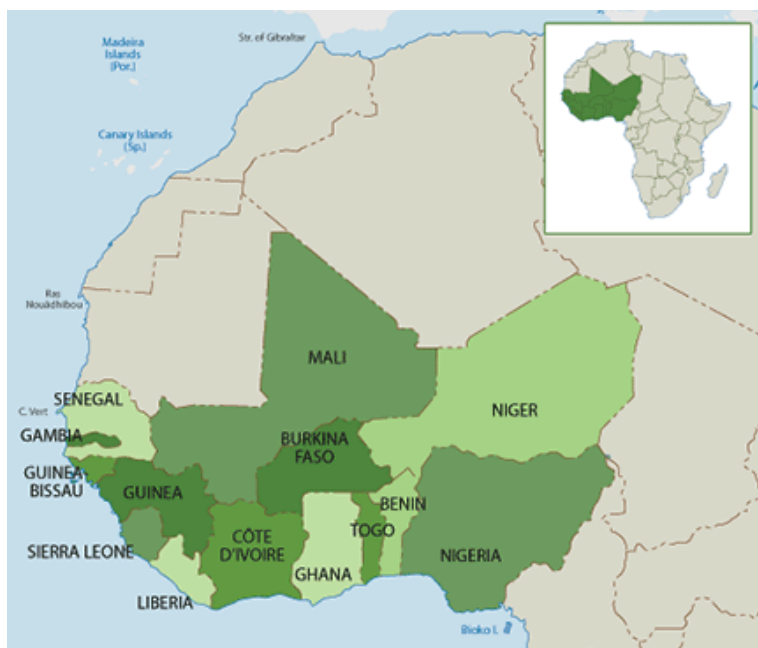 Madeira
Islands
(Por.)
Str. of Gibraltar
Canary Islands
(Sp.)
Ras
Nouâdhibou
MALI
SENEGAL
C. Vert
NIGER
GAMBIA
BURKINA
FASO
GUINEA
BISSAU
GUINEA
BENIN
TOGO
CÔTE
D'IVOIRE
SIERRA LEONE
NIGERIA
GHANA
LIBERIA
Bioko I.